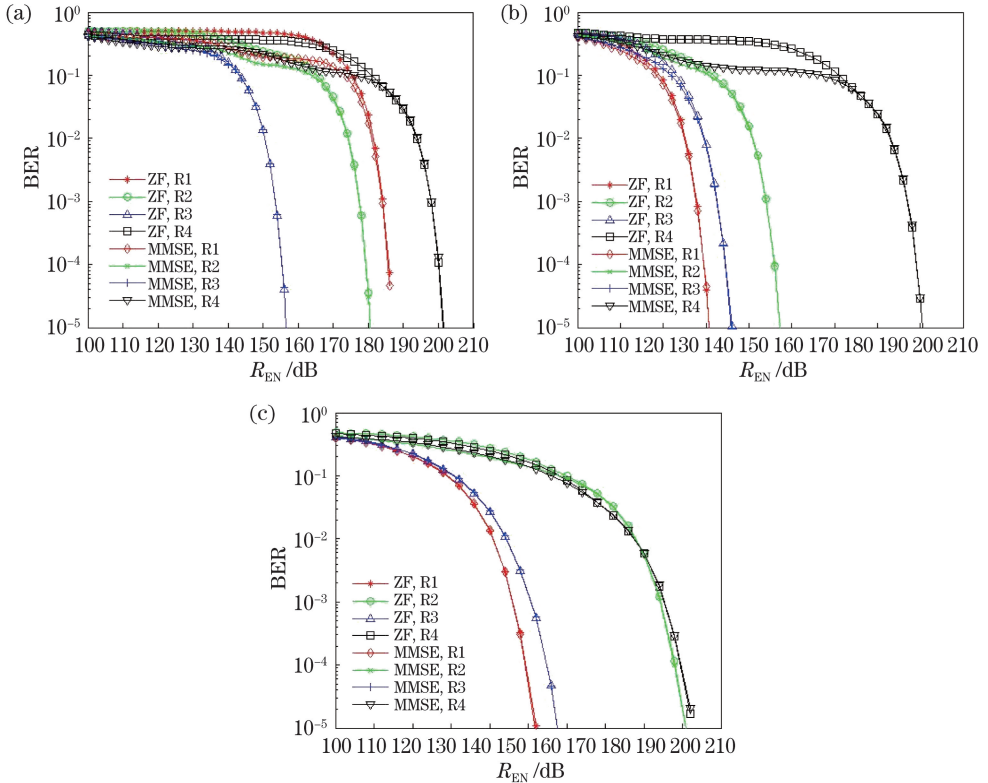 (a)
10^0
10^-1
10^-2
10^-3
10^-4
10^-5
BER
ZF, R1
ZF, R2
ZF, R3
ZF, R4
MMSE, R1
MMSE, R2
MMSE, R3
MMSE, R4
100 110 120 130 140 150 160 170 180 190 200 210
R_EN /dB
(b)
10^0
10^-1
10^-2
10^-3
10^-4
10^-5
BER
ZF, R1
ZF, R2
ZF, R3
ZF, R4
MMSE, R1
MMSE, R2
MMSE, R3
MMSE, R4
100 110 120 130 140 150 160 170 180 190 200 210
R_EN /dB
(c)
10^0
10^-1
10^-2
10^-3
10^-4
10^-5
BER
ZF, R1
ZF, R2
ZF, R3
ZF, R4
MMSE, R1
MMSE, R2
MMSE, R3
MMSE, R4
100 110 120 130 140 150 160 170 180 190 200 210
R_EN /dB